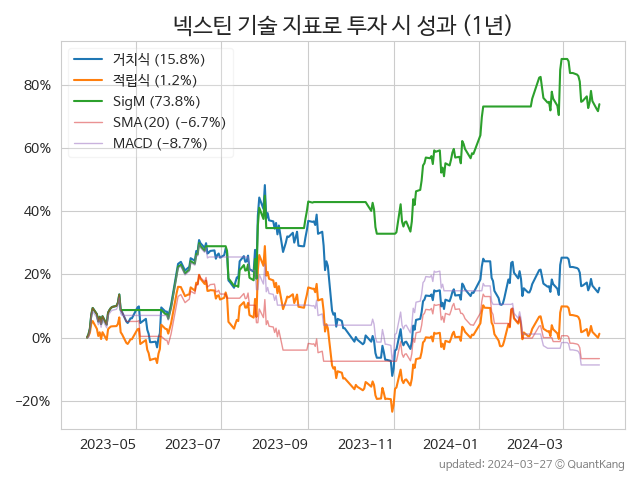 넥스틴 기술 지표로 투자 시 성과 (1년)
거치식 (15.8%)
적립식 (1.2%)
SigM (73.8%)
SMA(20) (−6.7%)
MACD (−8.7%)
80%
60%
40%
20%
0%
−20%
2023-05 2023-07 2023-09 2023-11 2024-01 2024-03
updated: 2024-03-27 © QuantKang